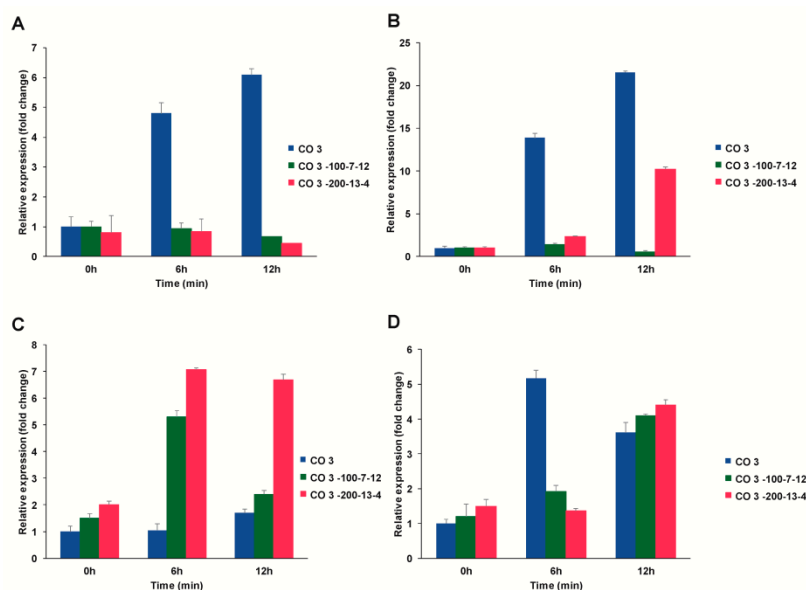 A
Relative expression (fold change)
7
6
5
4
3
2
1
0
0h 6h 12h
Time (min)
CO 3
CO 3 -100-7-12
CO 3 -200-13-4
B
Relative expression (fold change)
25
20
15
10
5
0
0h 6h 12h
Time (min)
CO 3
CO 3 -100-7-12
CO 3 -200-13-4
C
Relative expression (fold change)
8
7
6
5
4
3
2
1
0
0h 6h 12h
Time (min)
CO 3
CO 3 -100-7-12
CO 3 -200-13-4
D
Relative expression (fold change)
6
5
4
3
2
1
0
0h 6h 12h
Time (min)
CO 3
CO 3 -100-7-12
CO 3 -200-13-4